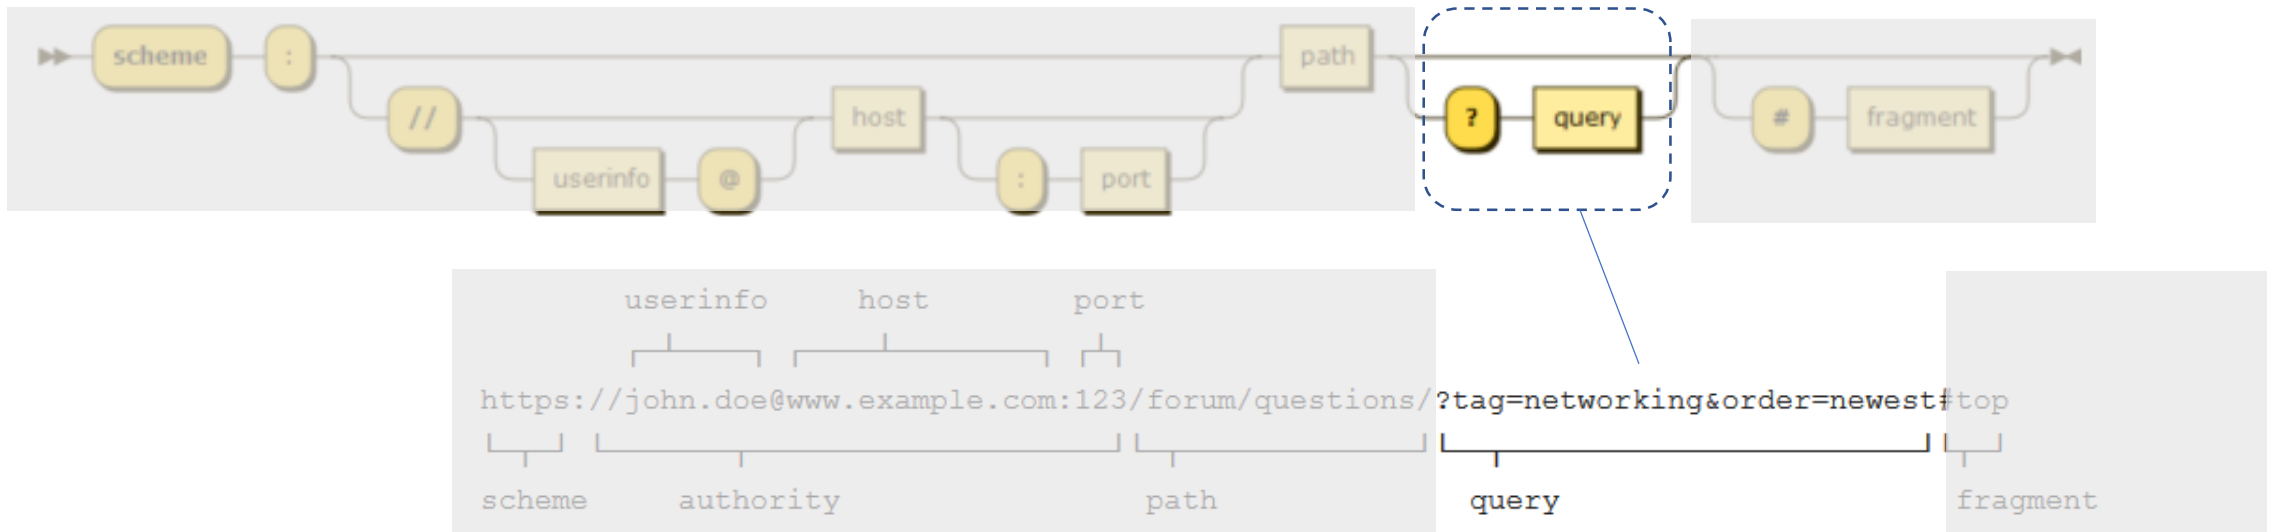 scheme : path
// host ? query # fragment
userinfo @ : port
userinfo host port
https://john.doe@www.example.com:123/forum/questions/?tag=networking&order=newest#top
scheme authority path query fragment